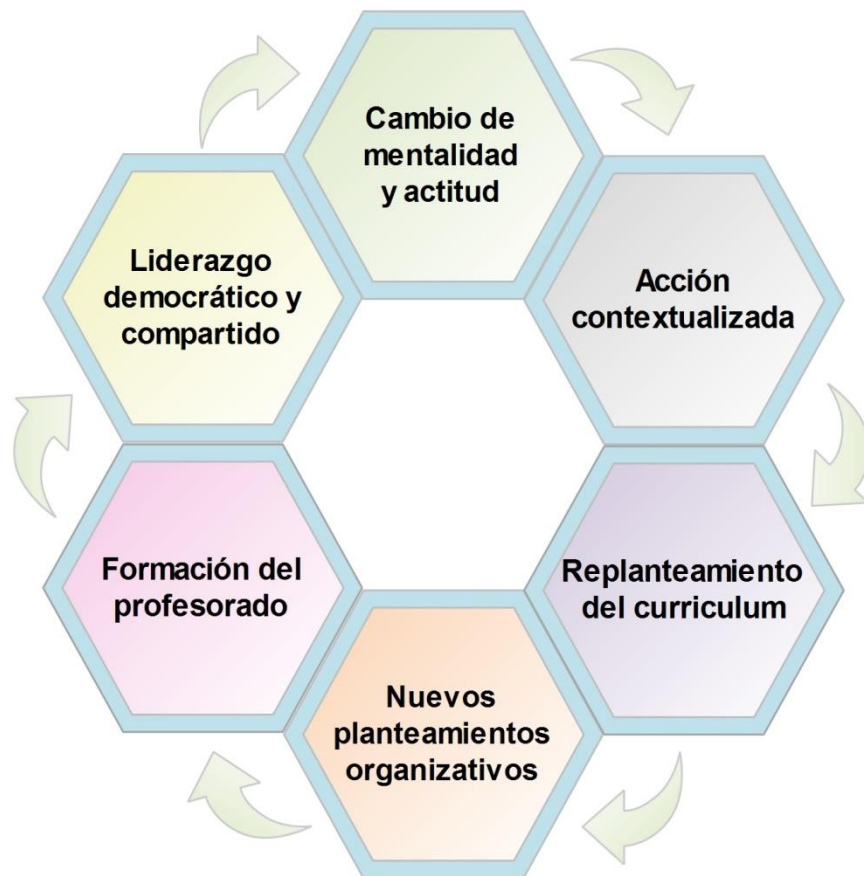 Cambio de
mentalidad
y actitud
Acción
contextualizada
Replanteamiento
del curriculum
Nuevos
planteamientos
organizativos
Formación del
profesorado
Liderazgo
democrático y
compartido